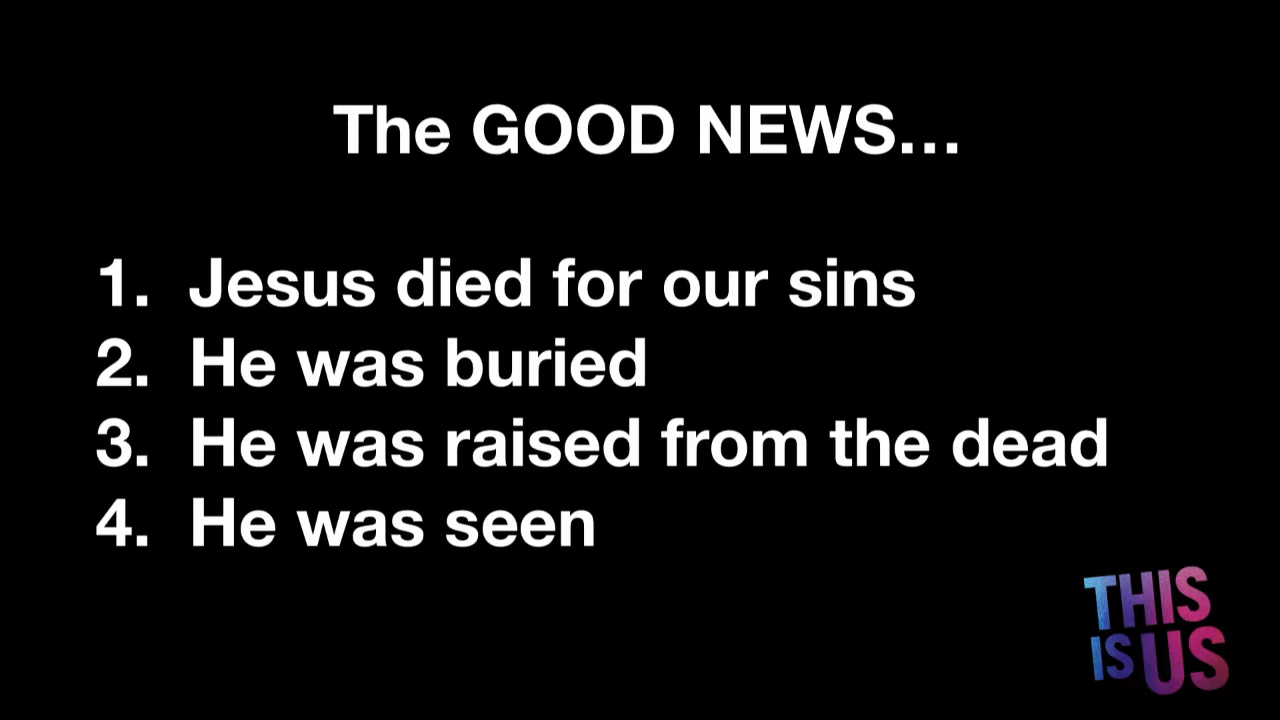 The GOOD NEWS...
1. Jesus died for our sins
2. He was buried
3. He was raised from the dead
4. He was seen
THIS
IS US